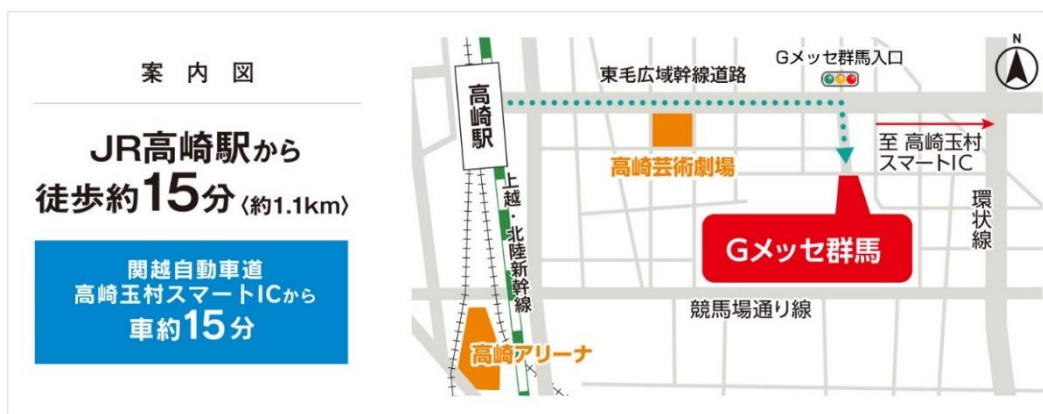 案内図
JR高崎駅から
徒歩約15分〈約1.1km〉
関越自動車道
高崎玉村スマートICから
車約15分
N
Gメッセ群馬入口
東毛広域幹線道路
高崎駅
高崎芸術劇場
至 高崎玉村
スマートIC
上越・北陸新幹線
環状線
Gメッセ群馬
競馬場通り線
高崎アリーナ